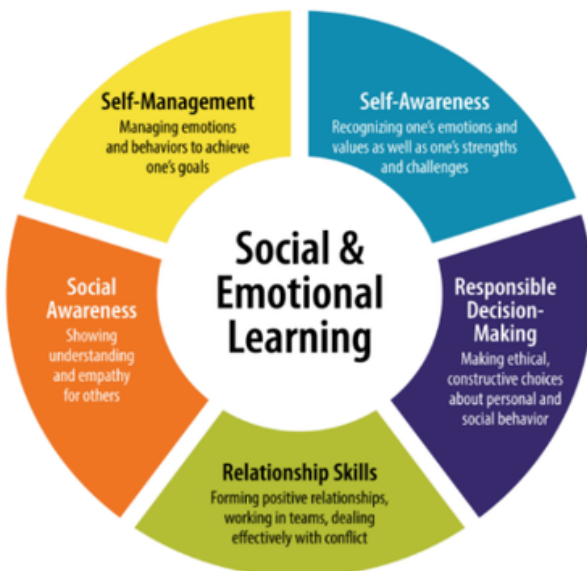 Self-Management
Managing emotions
and behaviors to achieve
one's goals
Self-Awareness
Recognizing one's emotions and
values as well as one's strengths
and challenges
Social &
Emotional
Learning
Social
Awareness
Showing
understanding
and empathy
for others
Responsible
Decision-
Making
Making ethical,
constructive choices
about personal and
social behavior
Relationship Skills
Forming positive relationships,
working in teams, dealing
effectively with conflict